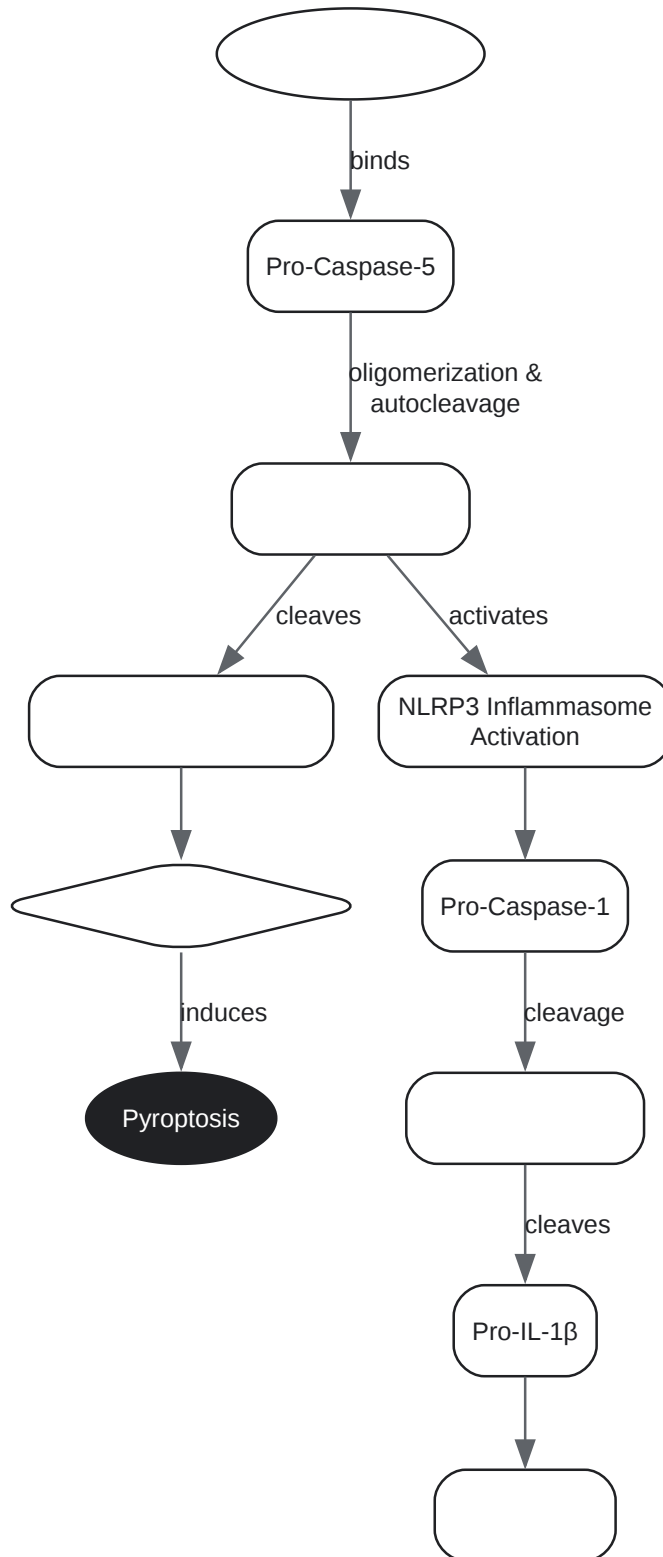 binds
Pro-Caspase-5
oligomerization &
autocleavage
cleaves
activates
NLRP3 Inflammasome
Activation
Pro-Caspase-1
induces
cleavage
Pyroptosis
cleaves
Pro-IL-1β